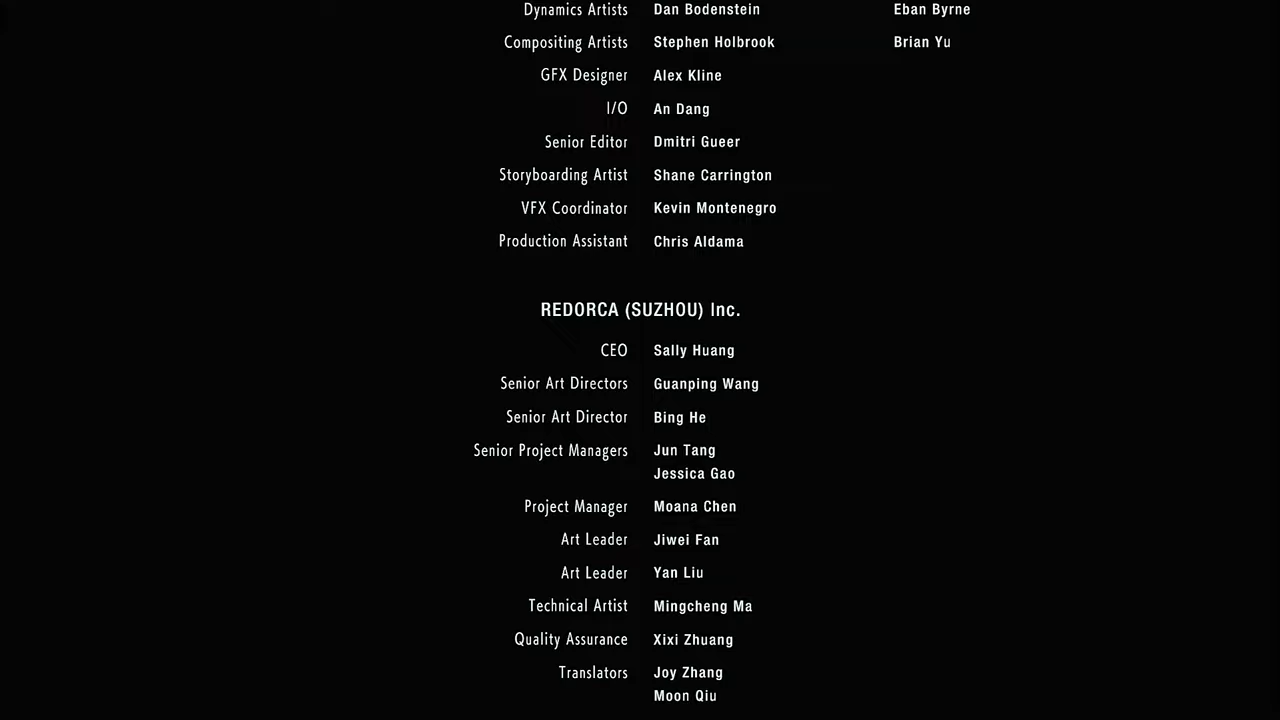 Dynamics Artists Dan Bodenstein Eban Byrne
Compositing Artists Stephen Holbrook Brian Yu
GFX Designer Alex Kline
I/O An Dang
Senior Editor Dmitri Gueer
Storyboarding Artist Shane Carrington
VFX Coordinator Kevin Montenegro
Production Assistant Chris Aldama
REDORCA (SUZHOU) Inc.
CEO Sally Huang
Senior Art Directors Guanping Wang
Senior Art Director Bing He
Senior Project Managers Jun Tang
Jessica Gao
Project Manager Moana Chen
Art Leader Jiwei Fan
Art Leader Yan Liu
Technical Artist Mingcheng Ma
Quality Assurance Xixi Zhuang
Translators Joy Zhang
Moon Qiu